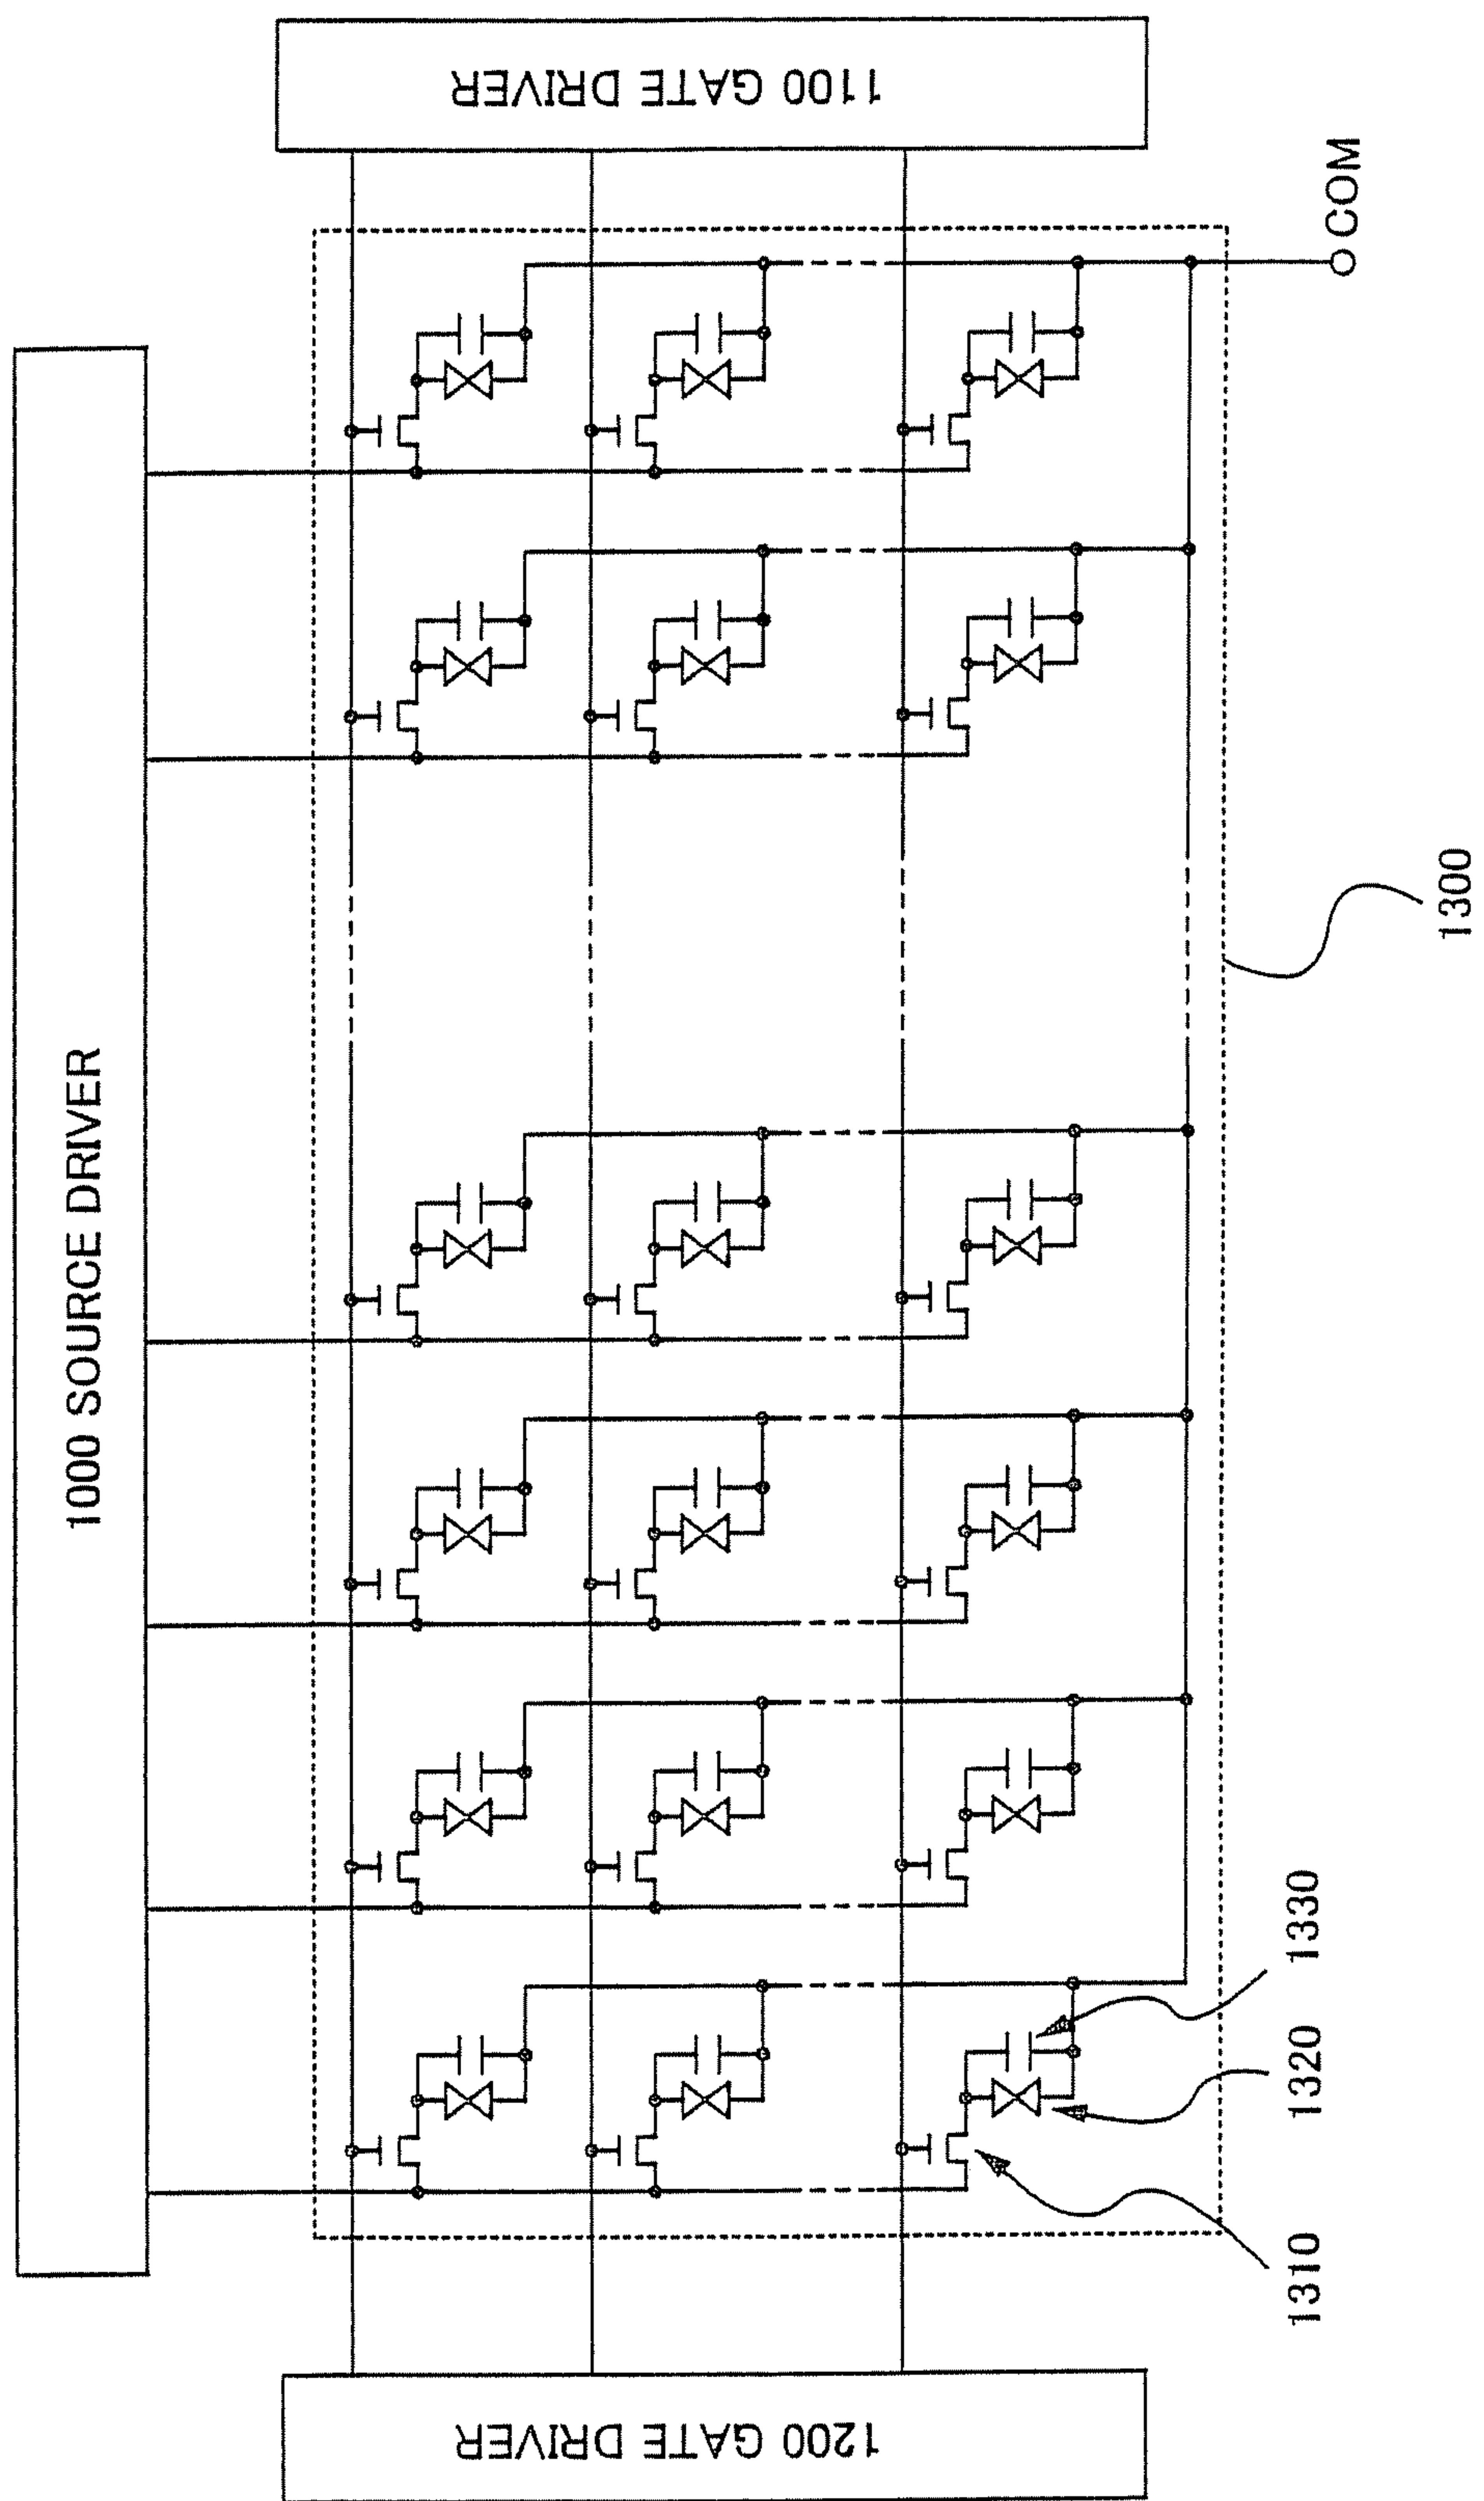 1000 SOURCE DRIVER
1200 GATE DRIVER
1100 GATE DRIVER
1310
1320
1330
1300
COM